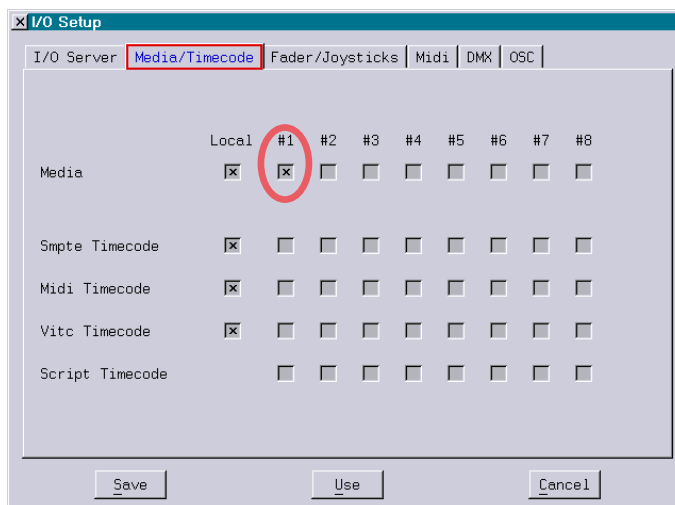 I/O Setup
I/O Server Media/Timecode Fader/Joysticks Midi DMX OSC
Local #1 #2 #3 #4 #5 #6 #7 #8
Media
Smpte Timecode
Midi Timecode
Vitc Timecode
Script Timecode
Save Use Cancel